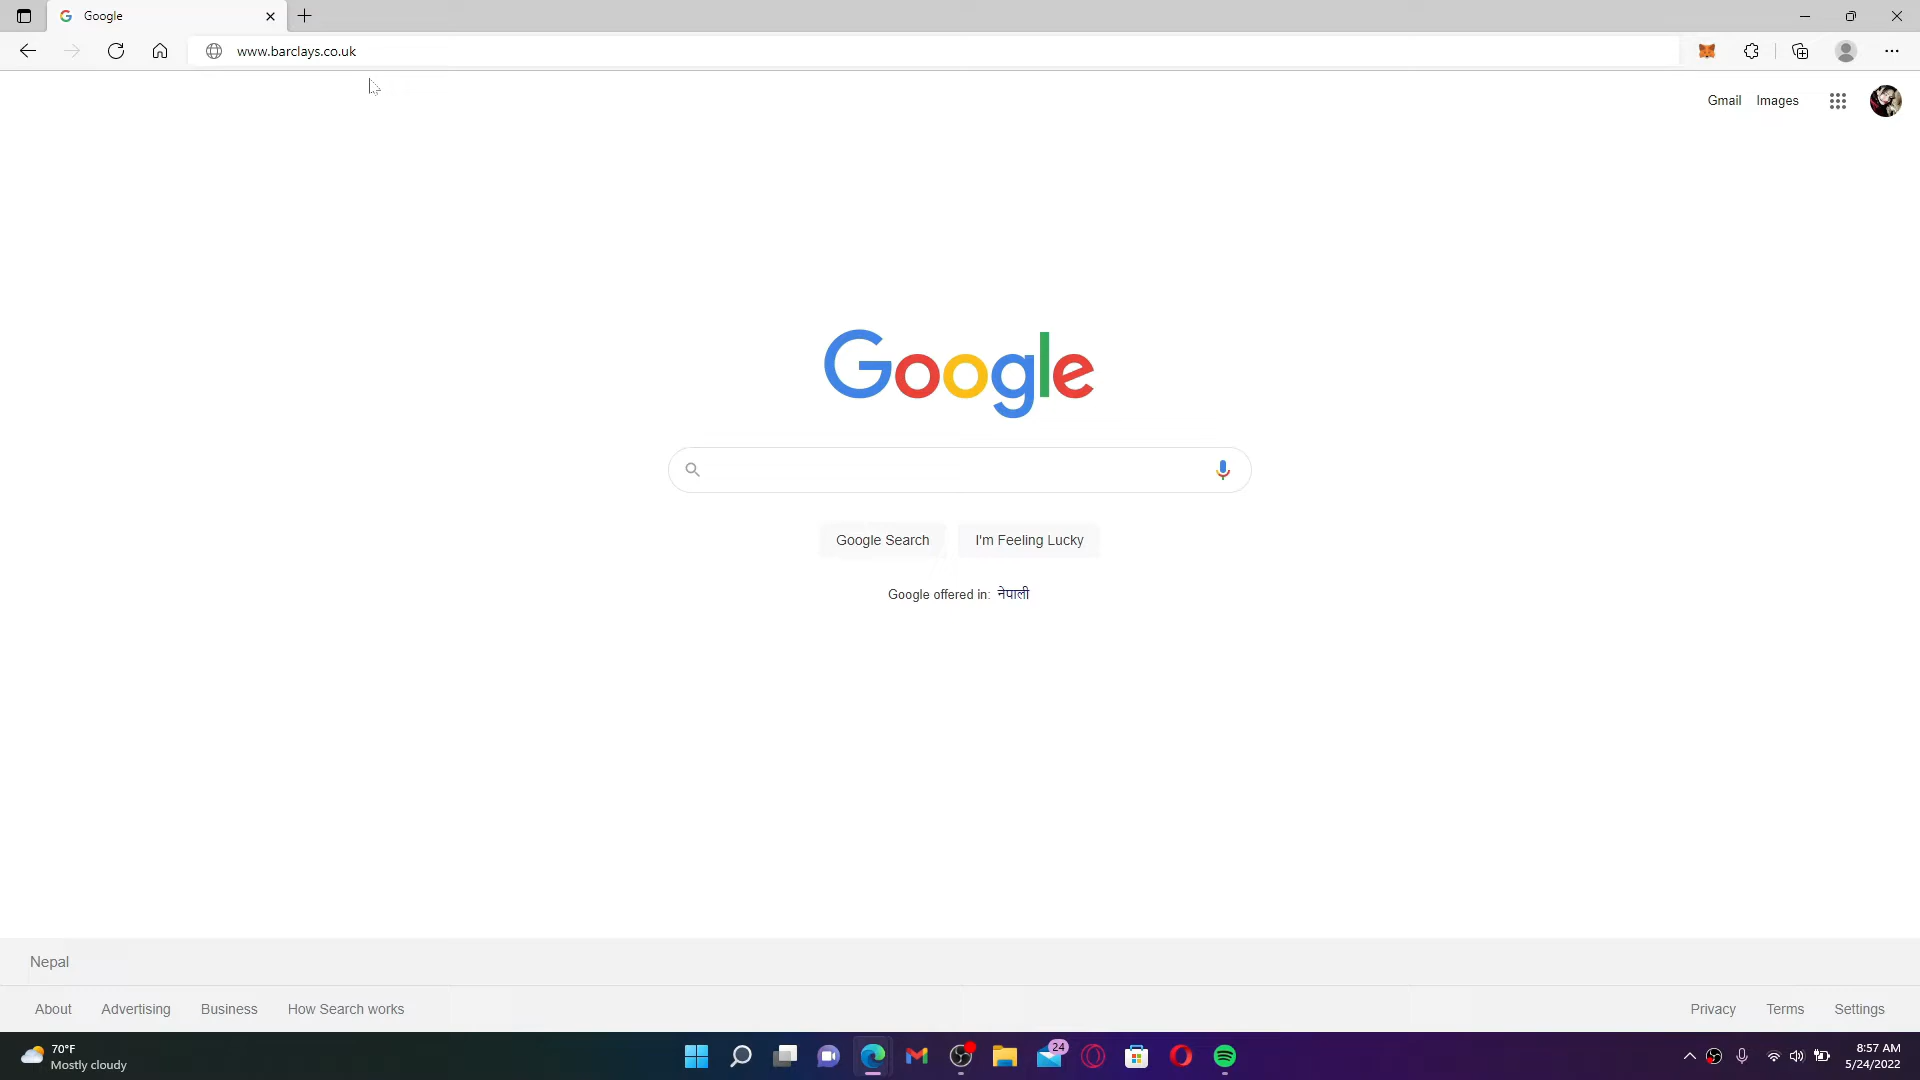 Google
www.barclays.co.uk
Gmail Images
Google
Google Search I'm Feeling Lucky
Google offered in: नेपाली
Nepal
About Advertising Business How Search works Privacy Terms Settings
70°F
Mostly cloudy
24
8:57 AM
5/24/2022